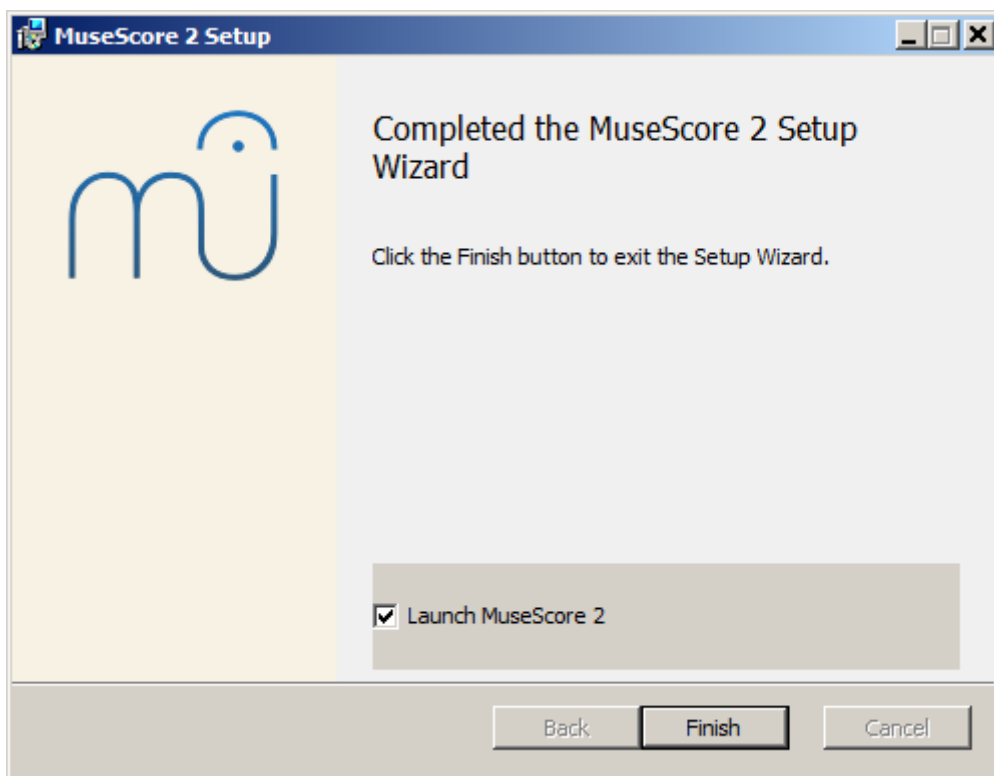 MuseScore 2 Setup
Completed the MuseScore 2 Setup
Wizard
Click the Finish button to exit the Setup Wizard.
Launch MuseScore 2
Back Finish Cancel